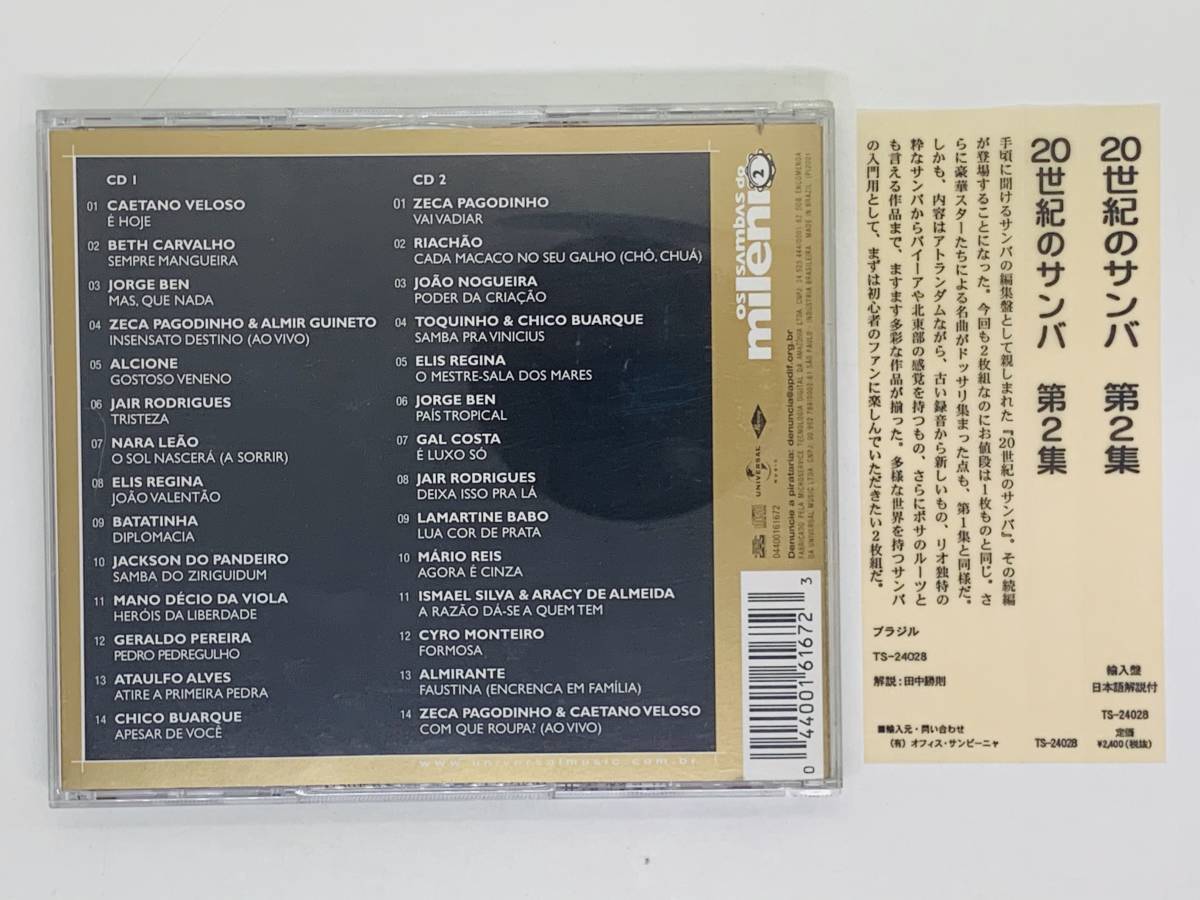 CD 1
01 CAETANO VELOSO
É HOJE
02 BETH CARVALHO
SEMPRE MANGUEIRA
03 JORGE BEN
MAS, QUE NADA
04 ZECA PAGODINHO & ALMIR GUINETO
INSENSATO DESTINO (AO VIVO)
05 ALCIONE
GOSTOSO VENENO
06 JAIR RODRIGUES
TRISTEZA
07 NARA LEÃO
O SOL NASCERÁ (A SORRIR)
08 ELIS REGINA
JOÃO VALENTÃO
09 BATATINHA
DIPLOMACIA
10 JACKSON DO PANDEIRO
SAMBA DO ZIRIGUIDUM
11 MANO DÉCIO DA VIOLA
HERÓIS DA LIBERDADE
12 GERALDO PEREIRA
PEDRO PEDREGULHO
13 ATAULFO ALVES
ATIRE A PRIMEIRA PEDRA
14 CHICO BUARQUE
APESAR DE VOCÊ
CD 2
01 ZECA PAGODINHO
VAI VADIAR
02 RIACHÃO
CADA MACACO NO SEU GALHO (CHÔ, CHUÁ)
03 JOÃO NOGUEIRA
PODER DA CRIAÇÃO
04 TOQUINHO & CHICO BUARQUE
SAMBA PRA VINICIUS
05 ELIS REGINA
O MESTRE-SALA DOS MARES
06 JORGE BEN
PAÍS TROPICAL
07 GAL COSTA
É LUXO SÓ
08 JAIR RODRIGUES
DEIXA ISSO PRA LÁ
09 LAMARTINE BABO
LUA COR DE PRATA
10 MÁRIO REIS
AGORA É CINZA
11 ISMAEL SILVA & ARACY DE ALMEIDA
A RAZÃO DÁ-SE A QUEM TEM
12 CYRO MONTEIRO
FORMOSA
13 ALMIRANTE
FAUSTINA (ENCRENCA EM FAMÍLIA)
14 ZECA PAGODINHO & CAETANO VELOSO
COM QUE ROUPA? (AO VIVO)
www.universalmusic.com.br
os sambas do
milenio 2
UNIVERSAL
MUSIC
04400161672
Denuncie a pirataria: denuncia@apdif.org.br
0 44001 61672 3
20世紀のサンバ 第2集
20世紀のサンバ 第2集
手頃に聞けるサンバの編集盤として親しまれた『20世紀のサンバ』。その続編
が登場することになった。今回も2枚組なのにお値段は1枚ものと同じ。さ
らに豪華スターたちによる名曲がドッサリ集まった点も、第1集と同様だ。
しかも、内容はアトランダムながら、古い録音から新しいもの、リオ独特の
粋なサンバからバイーアや北東部の感覚を持つもの、さらにボサのルーツと
も言える作品まで、ますます多彩な作品が揃った。多様な世界を持つサンバ
の入門用として、まずは初心者のファンに楽しんでいただきたい2枚組だ。
ブラジル
TS-24028
解説:田中勝則
■輸入元・問い合わせ
(有)オフィス・サンビーニャ
TS-24028
輸入盤
日本語解説付
TS-24028
定価
¥2,400(税抜)